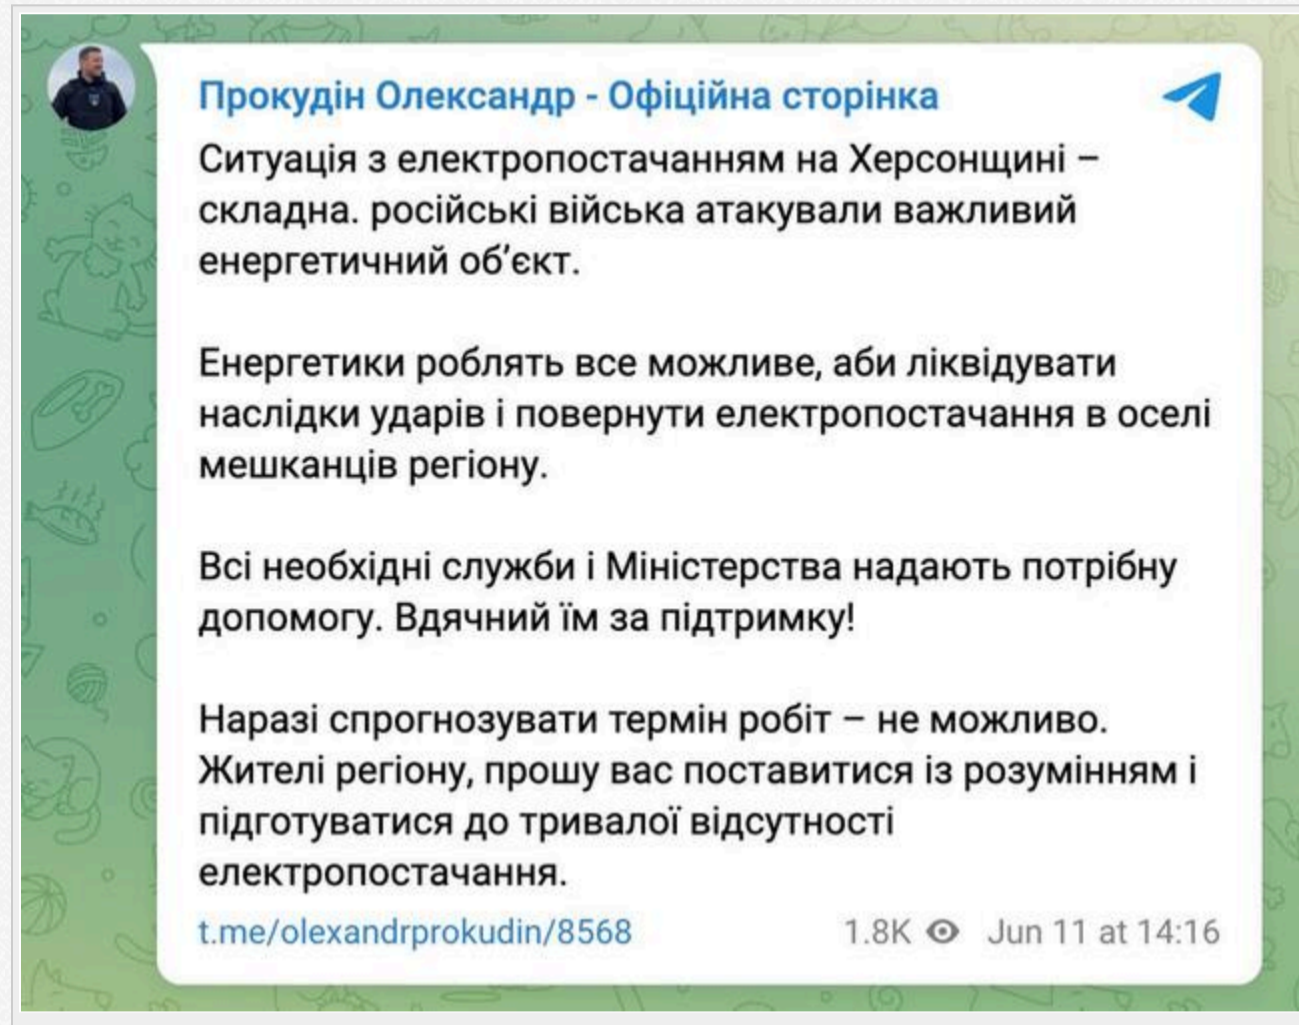 Прокудін Олександр - Офіційна сторінка
Ситуація з електропостачанням на Херсонщині –
складна. російські війська атакували важливий
енергетичний об’єкт.
Енергетики роблять все можливе, аби ліквідувати
наслідки ударів і повернути електропостачання в оселі
мешканців регіону.
Всі необхідні служби і Міністерства надають потрібну
допомогу. Вдячний їм за підтримку!
Наразі спрогнозувати термін робіт – не можливо.
Жителі регіону, прошу вас поставитися із розумінням і
підготуватися до тривалої відсутності
електропостачання.
t.me/olexandrprokudin/8568 1.8K Jun 11 at 14:16